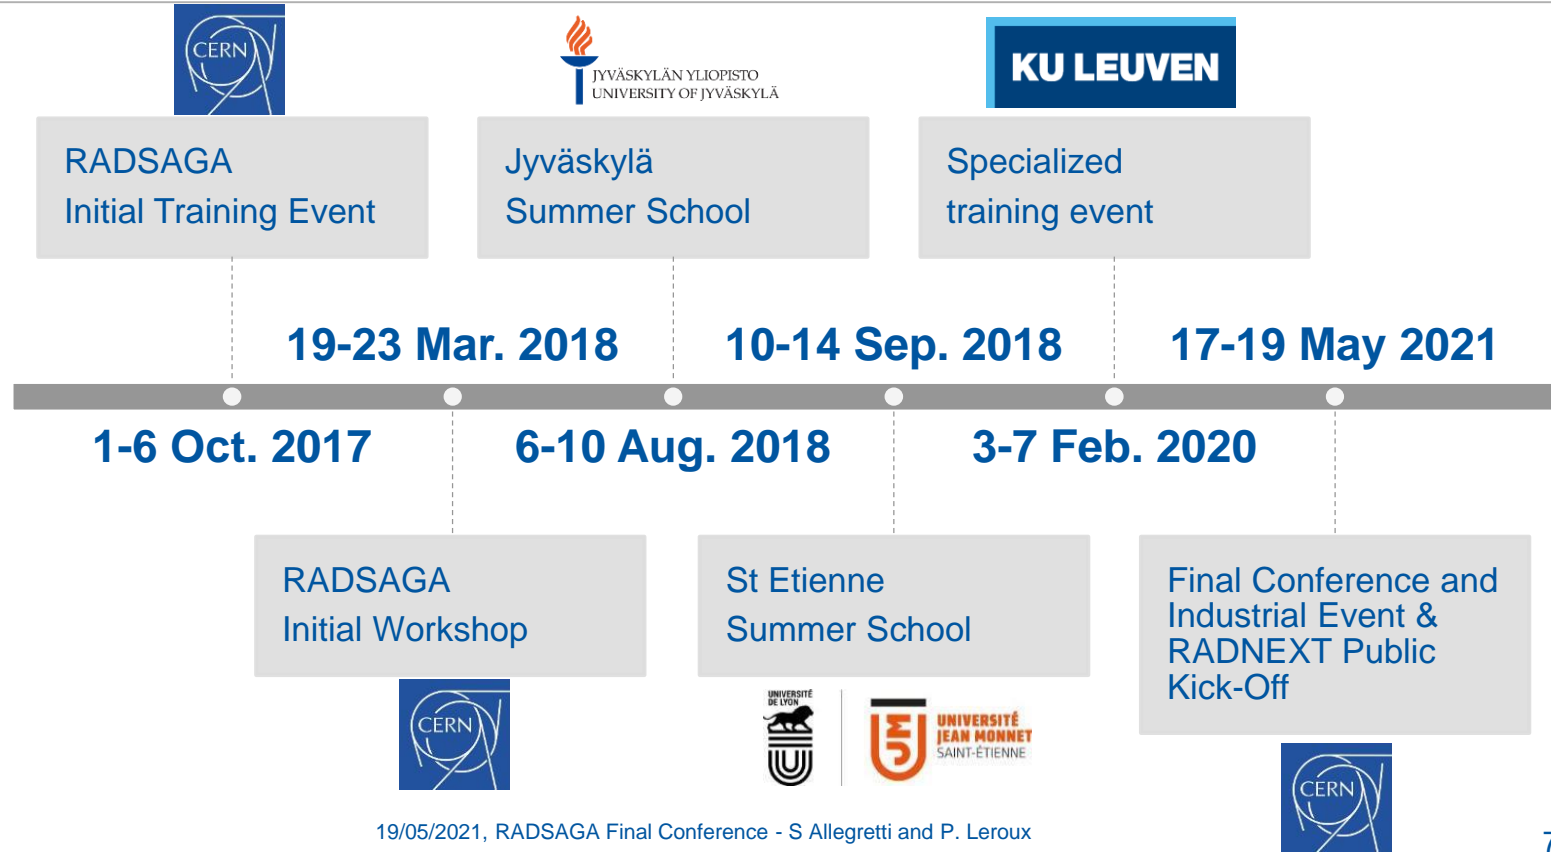 CERN
JYVÄSKYLÄN YLIOPISTO
UNIVERSITY OF JYVÄSKYLÄ
KU LEUVEN
RADSAGA
Initial Training Event
Jyväskylä
Summer School
Specialized
training event
19-23 Mar. 2018
10-14 Sep. 2018
17-19 May 2021
1-6 Oct. 2017
6-10 Aug. 2018
3-7 Feb. 2020
RADSAGA
Initial Workshop
St Etienne
Summer School
Final Conference and
Industrial Event &
RADNEXT Public
Kick-Off
CERN
UNIVERSITÉ
DE LYON
UJM
UNIVERSITÉ
JEAN MONNET
SAINT-ÉTIENNE
CERN
19/05/2021, RADSAGA Final Conference - S Allegretti and P. Leroux
7